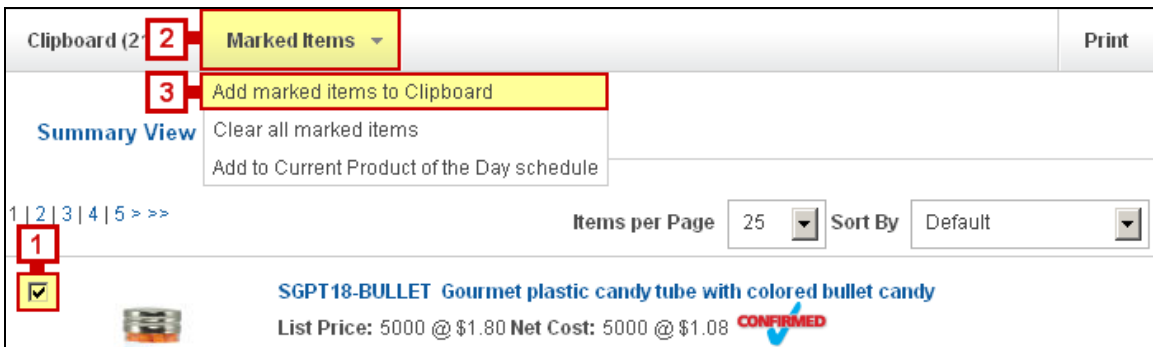 Clipboard (21 2 Marked Items Print
3 Add marked items to Clipboard
Summary View Clear all marked items
Add to Current Product of the Day schedule
1 | 2 | 3 | 4 | 5 > >> Items per Page 25 Sort By Default
1
SGPT18-BULLET Gourmet plastic candy tube with colored bullet candy
List Price: 5000 @ $1.80 Net Cost: 5000 @ $1.08 CONFIRMED